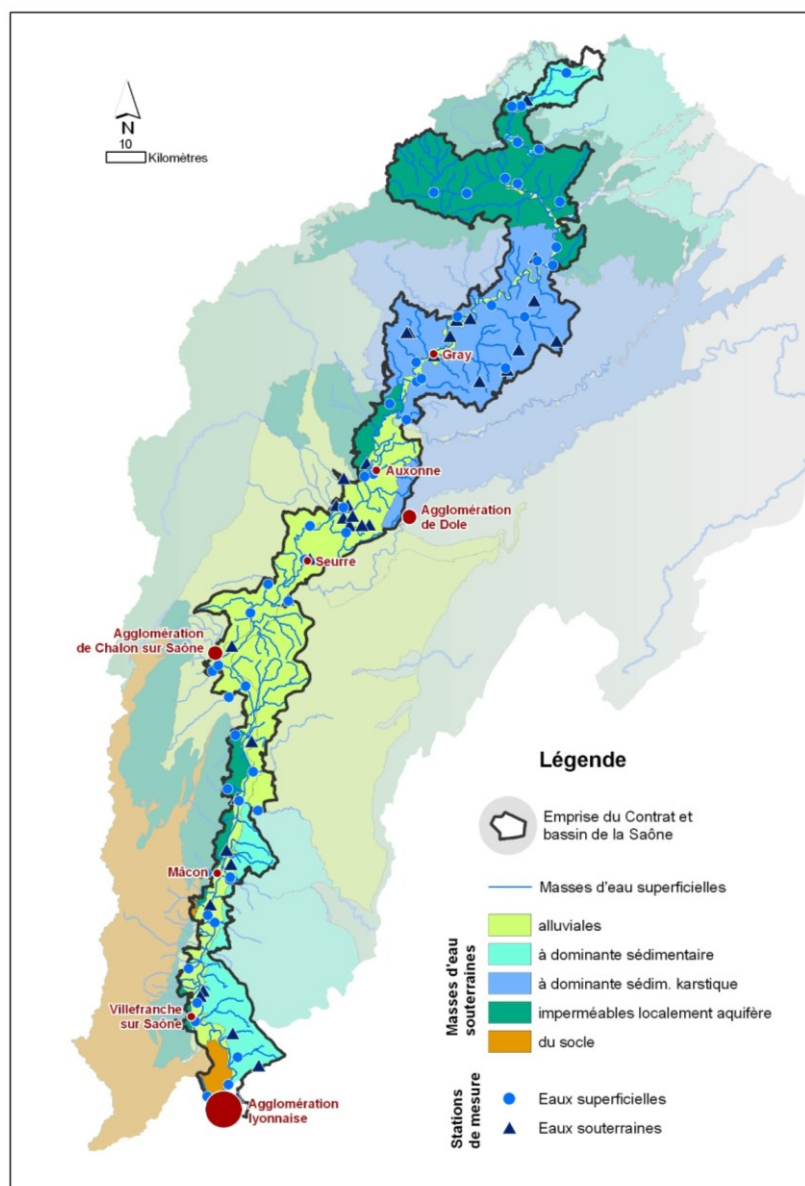 N
10
Kilomètres
Gray
Auxonne
Agglomération
de Dole
Seurre
Agglomération
de Chalon sur Saône
Mâcon
Villefranche
sur Saône
Agglomération
lyonnaise
Légende
Emprise du Contrat et
bassin de la Saône
Masses d'eau superficielles
Masses d'eau
souterraines
alluviales
à dominante sédimentaire
à dominante sédim. karstique
imperméables localement aquifère
du socle
Stations
de mesure
Eaux superficielles
Eaux souterraines